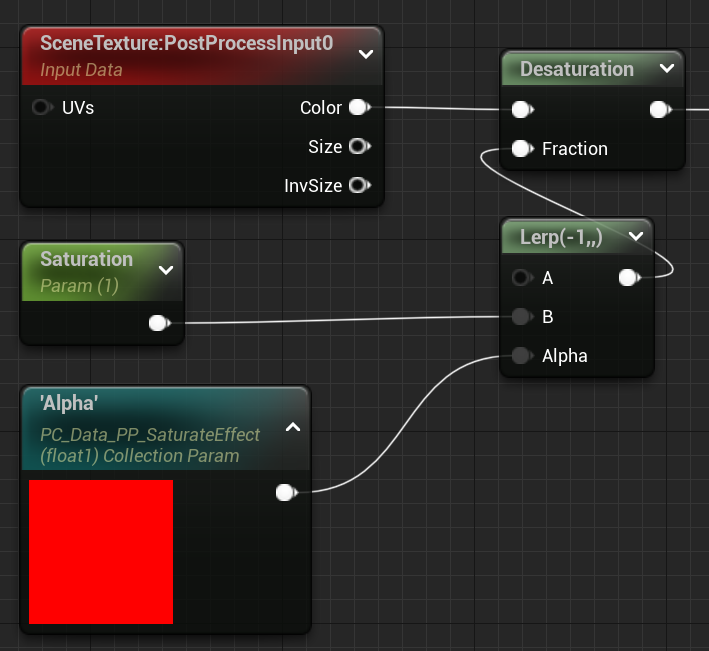 SceneTexture:PostProcessInput0
Input Data
UVs
Color
Size
InvSize
Desaturation
Fraction
Saturation
Param (1)
Lerp(-1,,)
A
B
Alpha
'Alpha'
PC_Data_PP_SaturateEffect
(float1) Collection Param